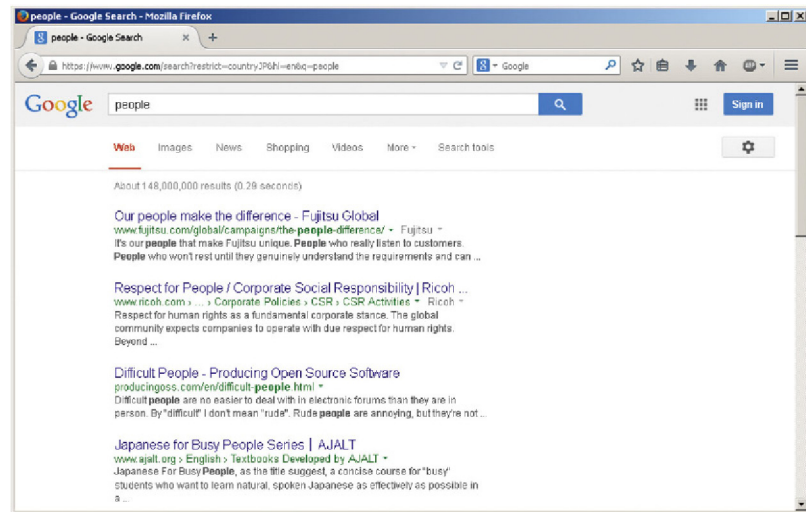 people - Google Search - Mozilla Firefox
people - Google Search
https://www.google.com/search?restrict=countryJP&hl=en&q=people
Google
Google
people
Sign in
Web Images News Shopping Videos More Search tools
About 148,000,000 results (0.29 seconds)
Our people make the difference - Fujitsu Global
www.fujitsu.com/global/campaigns/the-people-difference/ Fujitsu
It's our people that make Fujitsu unique. People who really listen to customers.
People who won't rest until they genuinely understand the requirements and can ...
Respect for People / Corporate Social Responsibility | Ricoh ...
www.ricoh.com › ... › Corporate Policies › CSR › CSR Activities Ricoh
Respect for human rights as a fundamental corporate stance. The global
community expects companies to operate with due respect for human rights.
Beyond ...
Difficult People - Producing Open Source Software
producingoss.com/en/difficult-people.html
Difficult people are no easier to deal with in electronic forums than they are in
person. By "difficult" I don't mean "rude". Rude people are annoying, but they're not ...
Japanese for Busy People Series | AJALT
www.ajalt.org › English › Textbooks Developed by AJALT
Japanese For Busy People, as the title suggest, a concise course for "busy"
students who want to learn natural, spoken Japanese as effectively as possible in
a ...